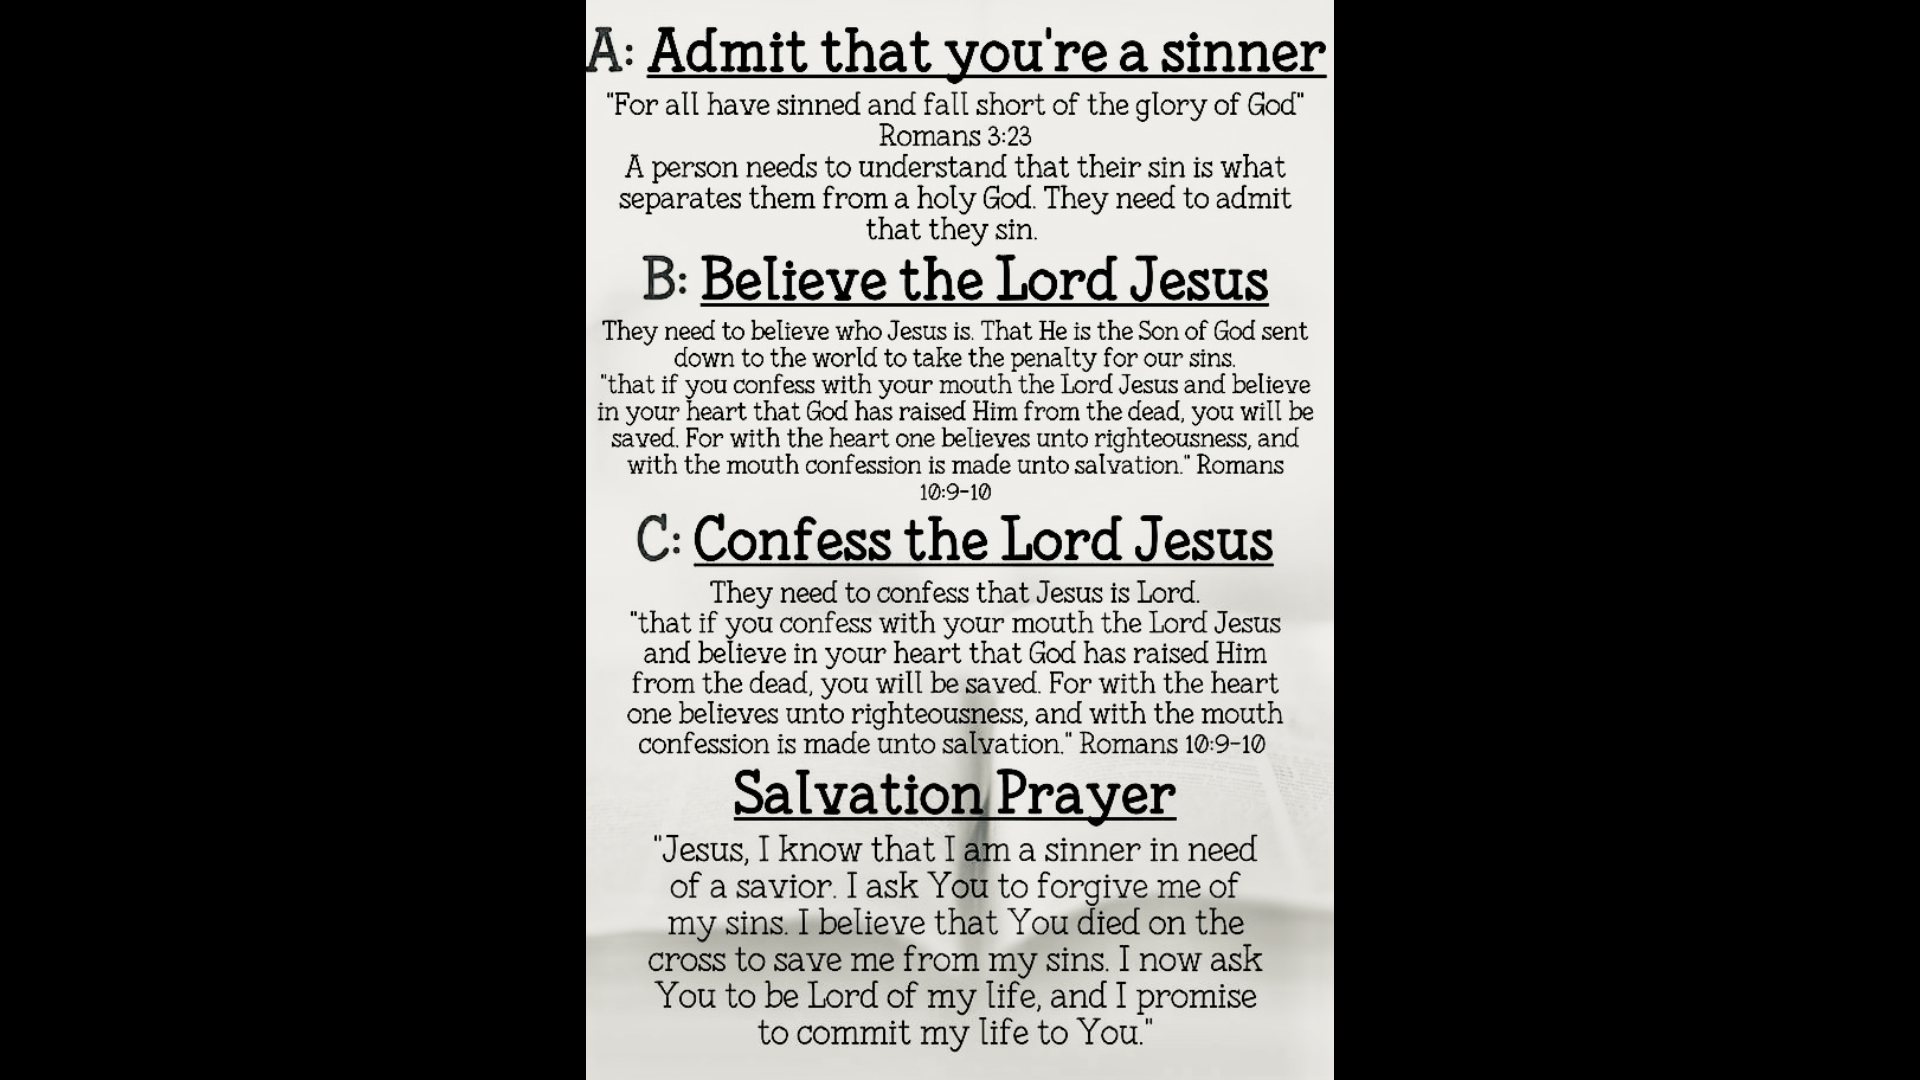 A: Admit that you're a sinner
"For all have sinned and fall short of the glory of God"
Romans 3:23
A person needs to understand that their sin is what
separates them from a holy God. They need to admit
that they sin.
B: Believe the Lord Jesus
They need to believe who Jesus is. That He is the Son of God sent
down to the world to take the penalty for our sins.
"that if you confess with your mouth the Lord Jesus and believe
in your heart that God has raised Him from the dead, you will be
saved. For with the heart one believes unto righteousness, and
with the mouth confession is made unto salvation." Romans
10:9-10
C: Confess the Lord Jesus
They need to confess that Jesus is Lord.
"that if you confess with your mouth the Lord Jesus
and believe in your heart that God has raised Him
from the dead, you will be saved. For with the heart
one believes unto righteousness, and with the mouth
confession is made unto salvation." Romans 10:9-10
Salvation Prayer
"Jesus, I know that I am a sinner in need
of a savior. I ask You to forgive me of
my sins. I believe that You died on the
cross to save me from my sins. I now ask
You to be Lord of my life, and I promise
to commit my life to You."